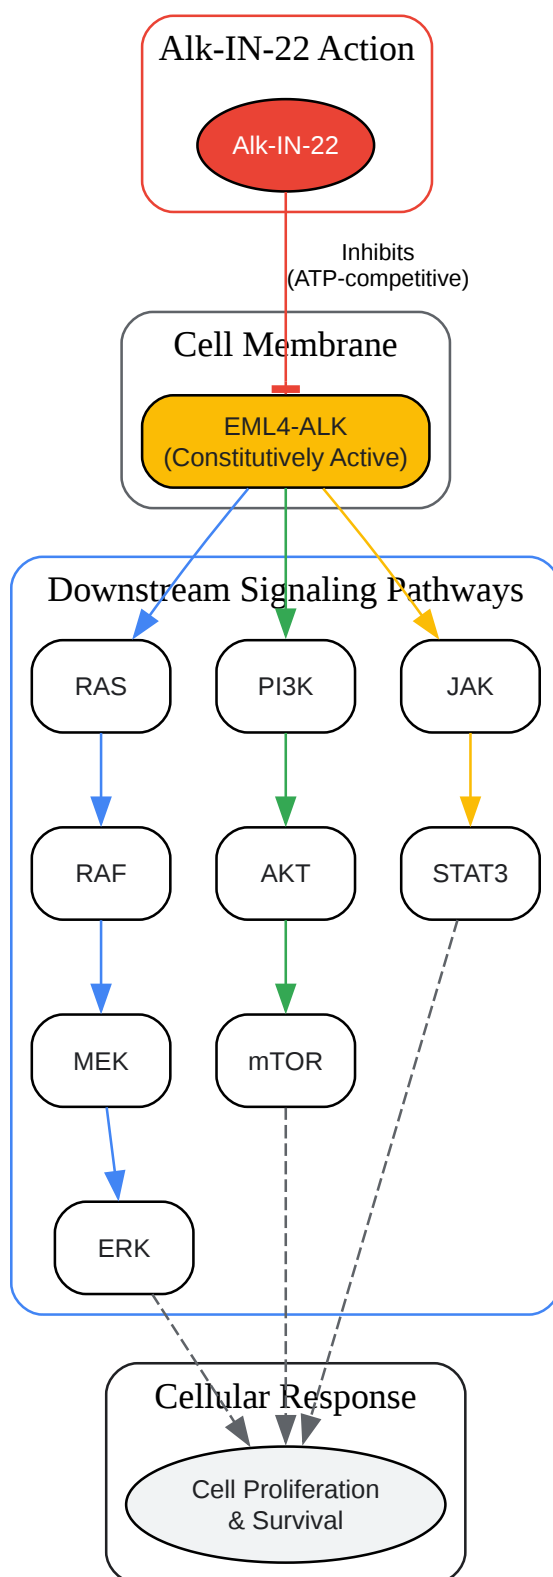 Alk-IN-22 Action
Alk-IN-22
Inhibits
(ATP-competitive)
Cell Membrane
EML4-ALK
(Constitutively Active)
Downstream Signaling Pathways
RAS
PI3K
JAK
RAF
AKT
STAT3
MEK
mTOR
ERK
Cellular Response
Cell Proliferation
& Survival